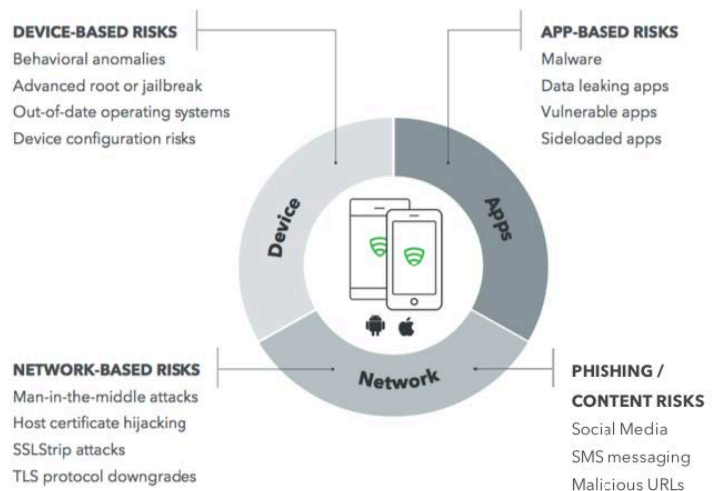 DEVICE-BASED RISKS
Behavioral anomalies
Advanced root or jailbreak
Out-of-date operating systems
Device configuration risks
APP-BASED RISKS
Malware
Data leaking apps
Vulnerable apps
Sideloaded apps
Device
Apps
Network
NETWORK-BASED RISKS
Man-in-the-middle attacks
Host certificate hijacking
SSLStrip attacks
TLS protocol downgrades
PHISHING /
CONTENT RISKS
Social Media
SMS messaging
Malicious URLs